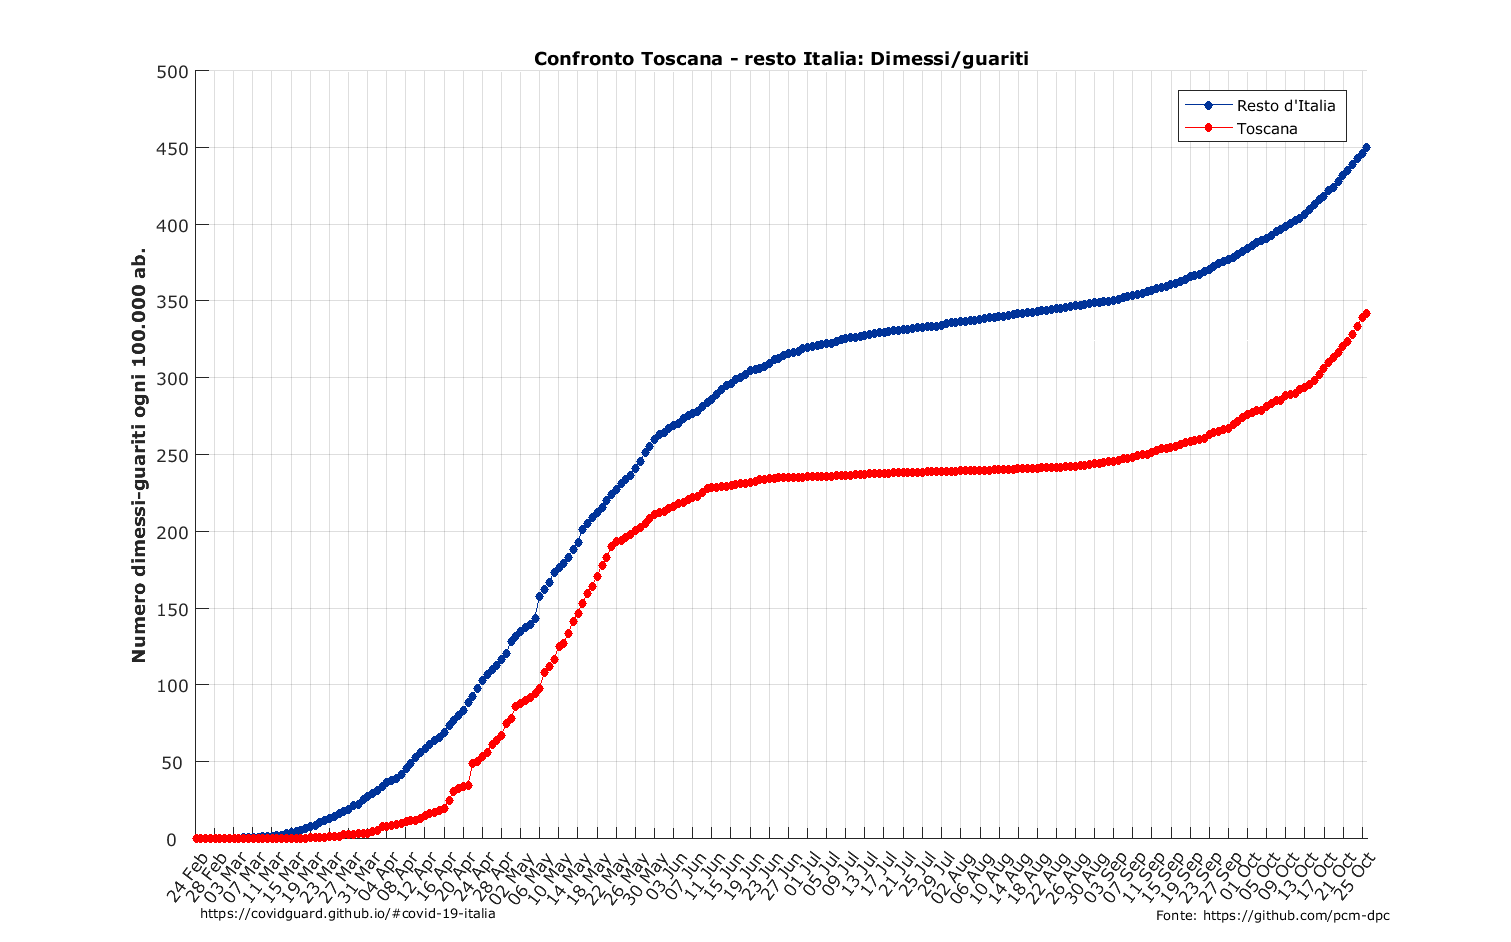 Confronto Toscana - resto Italia: Dimessi/guariti
500
450
400
350
300
250
200
150
100
50
0
Numero dimessi-guariti ogni 100.000 ab.
Resto d'Italia
Toscana
24 Feb
28 Feb
03 Mar
07 Mar
11 Mar
15 Mar
19 Mar
23 Mar
27 Mar
31 Mar
04 Apr
08 Apr
12 Apr
16 Apr
20 Apr
24 Apr
28 Apr
02 May
06 May
10 May
14 May
18 May
22 May
26 May
30 May
03 Jun
07 Jun
11 Jun
15 Jun
19 Jun
23 Jun
27 Jun
01 Jul
05 Jul
09 Jul
13 Jul
17 Jul
21 Jul
25 Jul
29 Jul
02 Aug
06 Aug
10 Aug
14 Aug
18 Aug
22 Aug
26 Aug
30 Aug
03 Sep
07 Sep
11 Sep
15 Sep
19 Sep
23 Sep
27 Sep
01 Oct
05 Oct
09 Oct
13 Oct
17 Oct
21 Oct
25 Oct
https://covidguard.github.io/#covid-19-italia
Fonte: https://github.com/pcm-dpc